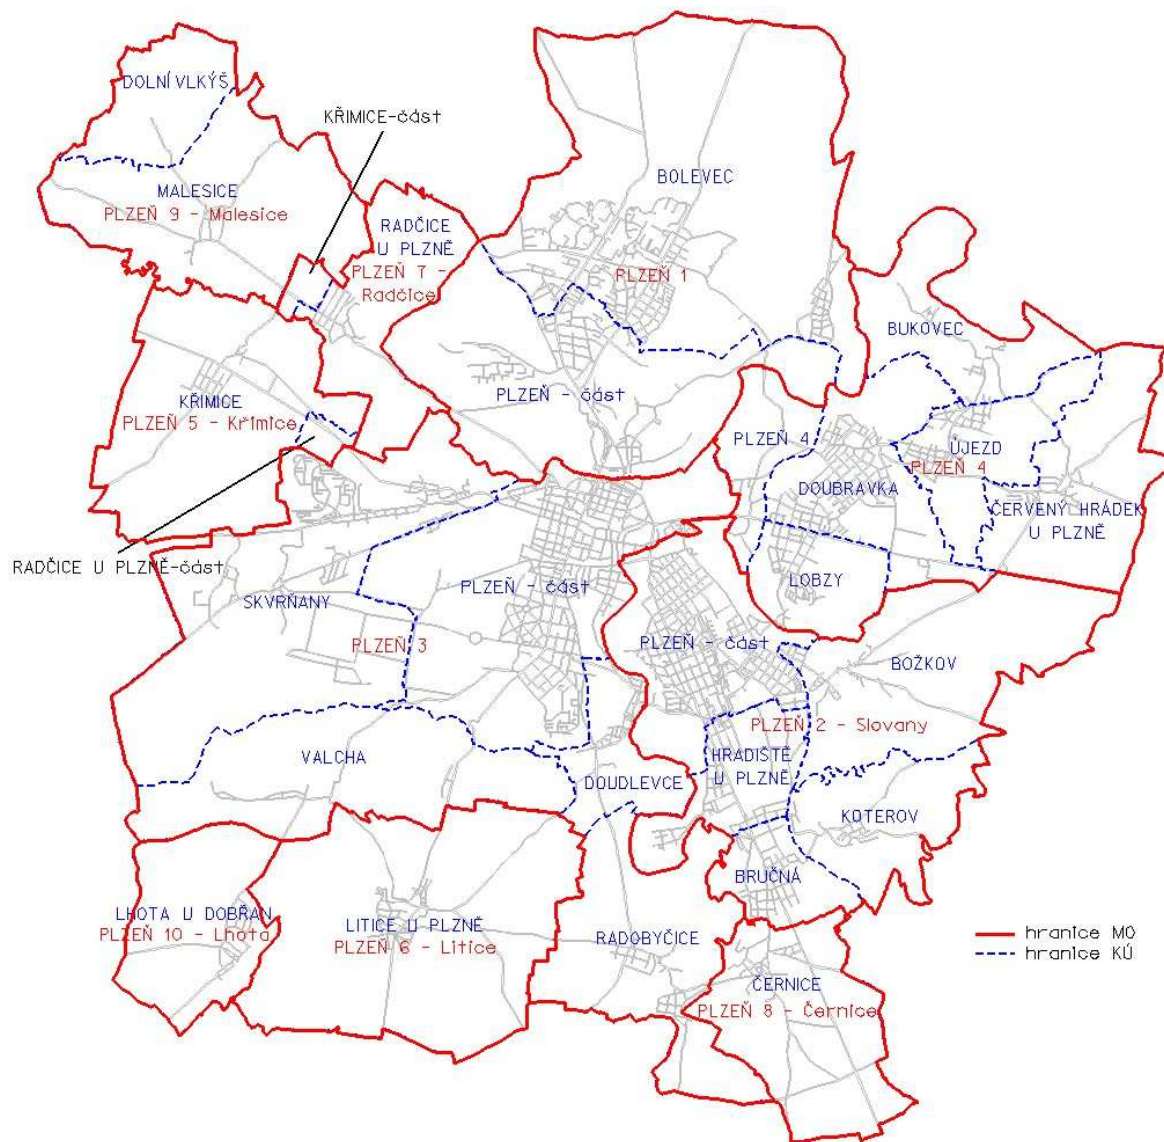 DOLNÍ VLKÝŠ
KŘIMICE-část
MALESICE
PLZEŇ 9 - Malesice
RADČICE
U PLZNĚ
PLZEŇ 7 -
Radčice
BOLEVEC
PLZEŇ 1
BUKOVEC
KŘIMICE
PLZEŇ 5 - Křimice
PLZEŇ - část
PLZEŇ 4
ÚJEZD
PLZEŇ 4
DOUBRAVKA
ČERVENÝ HRÁDEK
U PLZNĚ
RADČICE U PLZNĚ-část
SKVRŇANY
PLZEŇ - část
LOBZY
PLZEŇ 3
PLZEŇ - část
BOŽKOV
PLZEŇ 2 - Slovany
VALCHA
HRADIŠTĚ
U PLZNĚ
DOUDLEVCE
KOTEROV
BRUČNÁ
LHOTA U DOBŘAN
PLZEŇ 10 - Lhota
LITICE U PLZNĚ
PLZEŇ 6 - Litice
RADOBYČICE
ČERNICE
PLZEŇ 8 - Černice
hranice MO
hranice KÚ